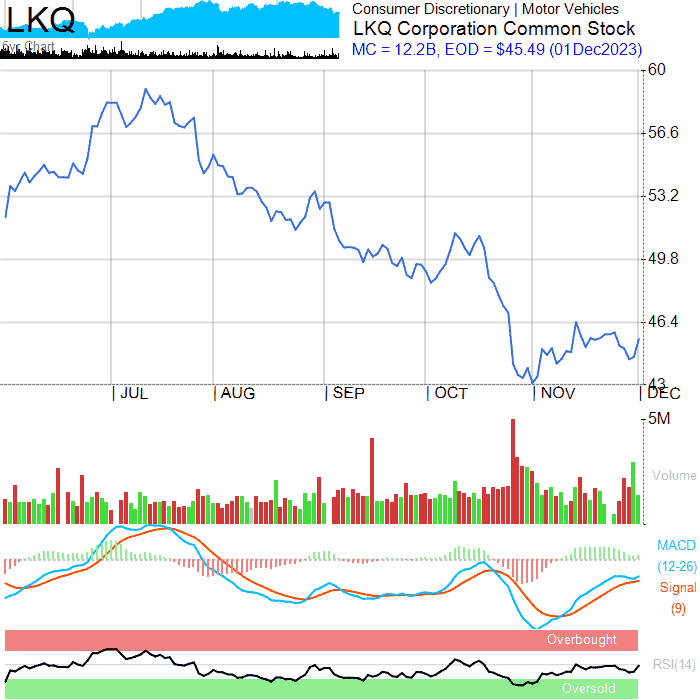 LKQ
5yr Chart
Consumer Discretionary | Motor Vehicles
LKQ Corporation Common Stock
MC = 12.2B, EOD = $45.49 (01Dec2023)
60
56.6
53.2
49.8
46.4
43
JUL
AUG
SEP
OCT
NOV
DEC
5M
Volume
MACD
(12-26)
Signal
(9)
Overbought
RSI(14)
Oversold